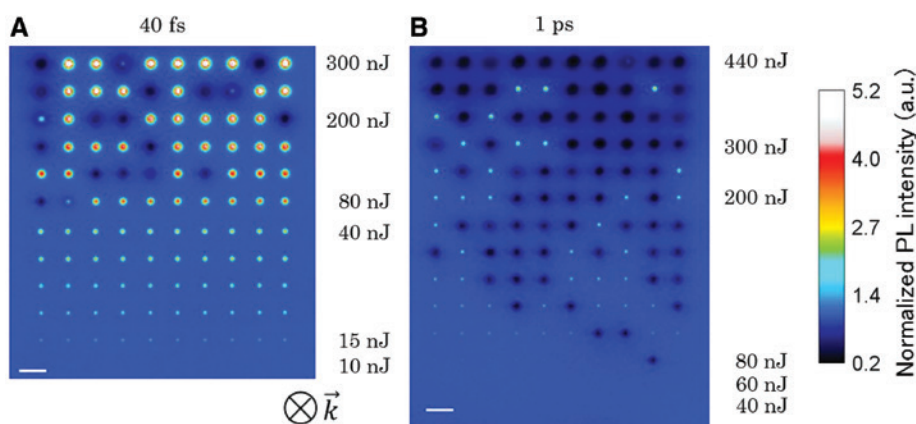 A
40 fs
300 nJ
200 nJ
80 nJ
40 nJ
15 nJ
10 nJ
k
B
1 ps
440 nJ
300 nJ
200 nJ
80 nJ
60 nJ
40 nJ
5.2
4.0
2.7
1.4
0.2
Normalized PL intensity (a.u.)